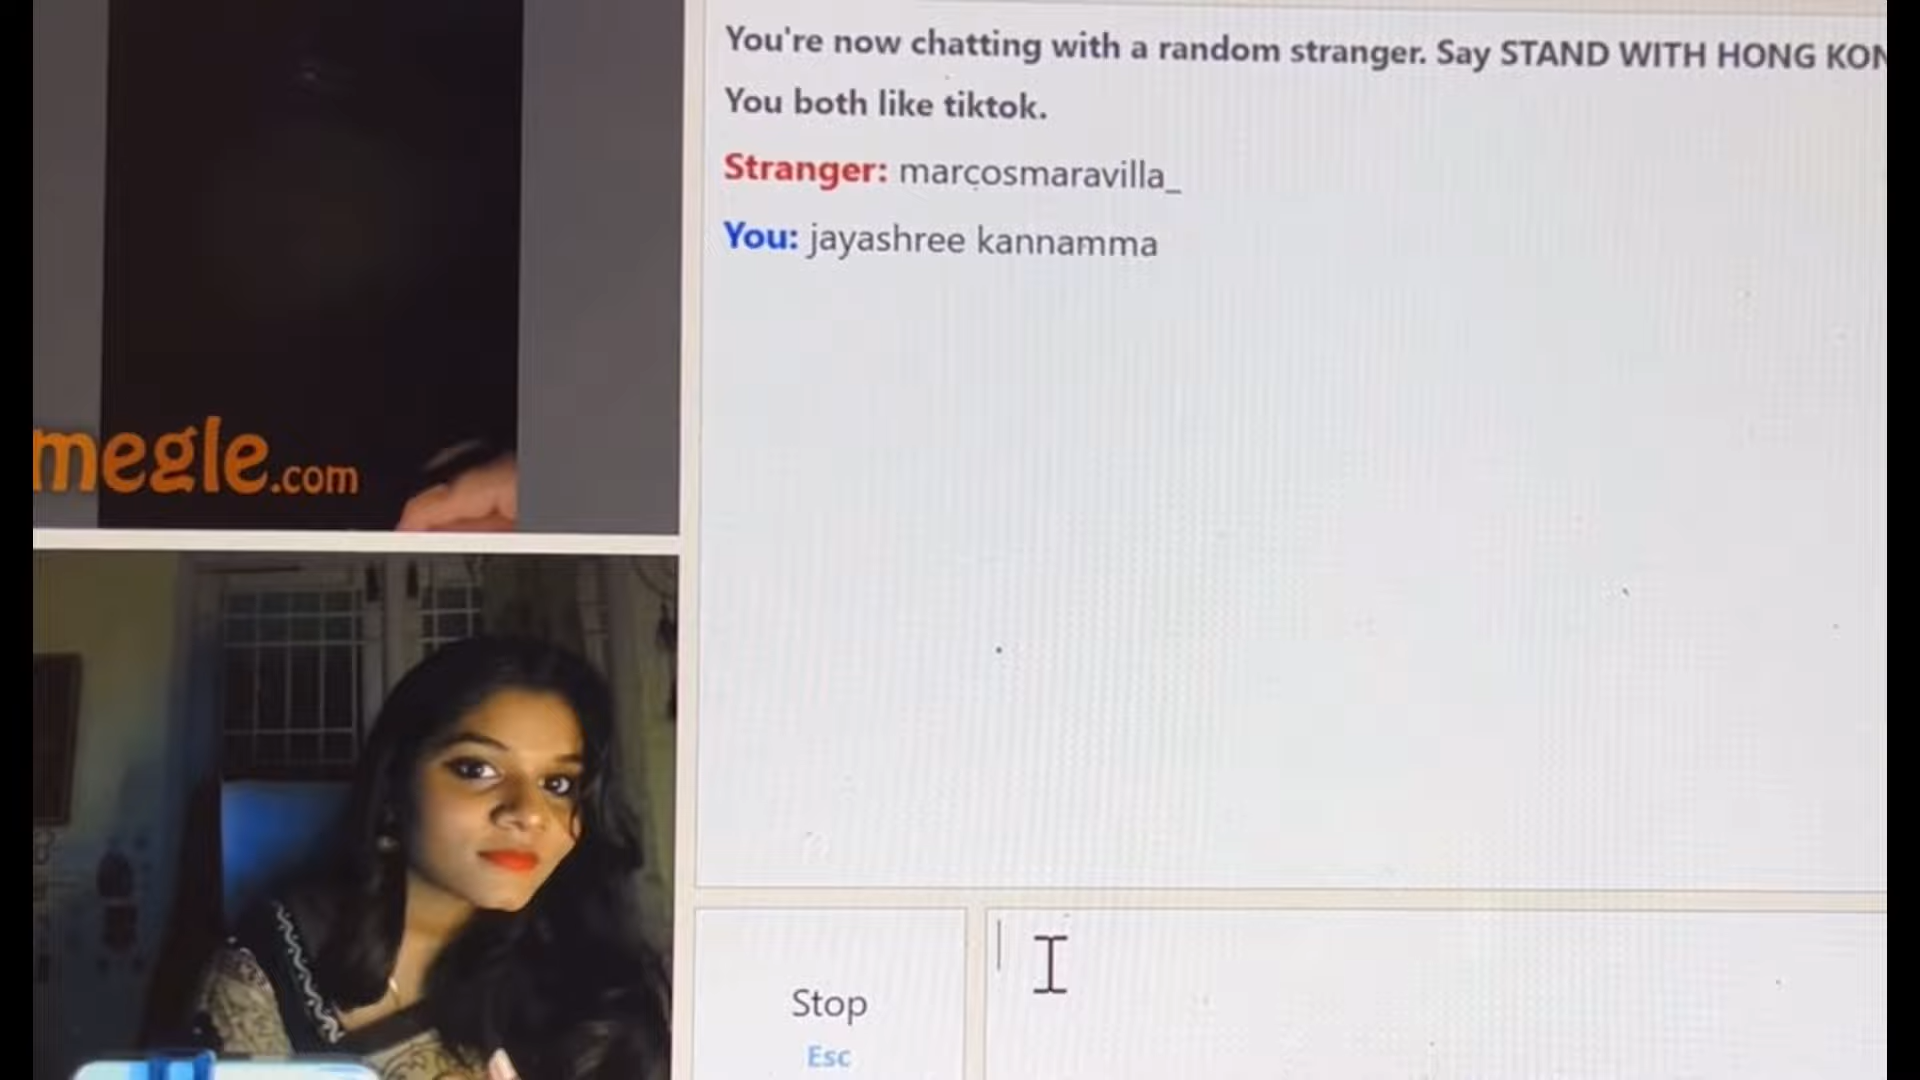 You're now chatting with a random stranger. Say STAND WITH HONG KON
You both like tiktok.
Stranger: marcosmaravilla_
You: jayashree kannamma
megle.com
Stop
Esc